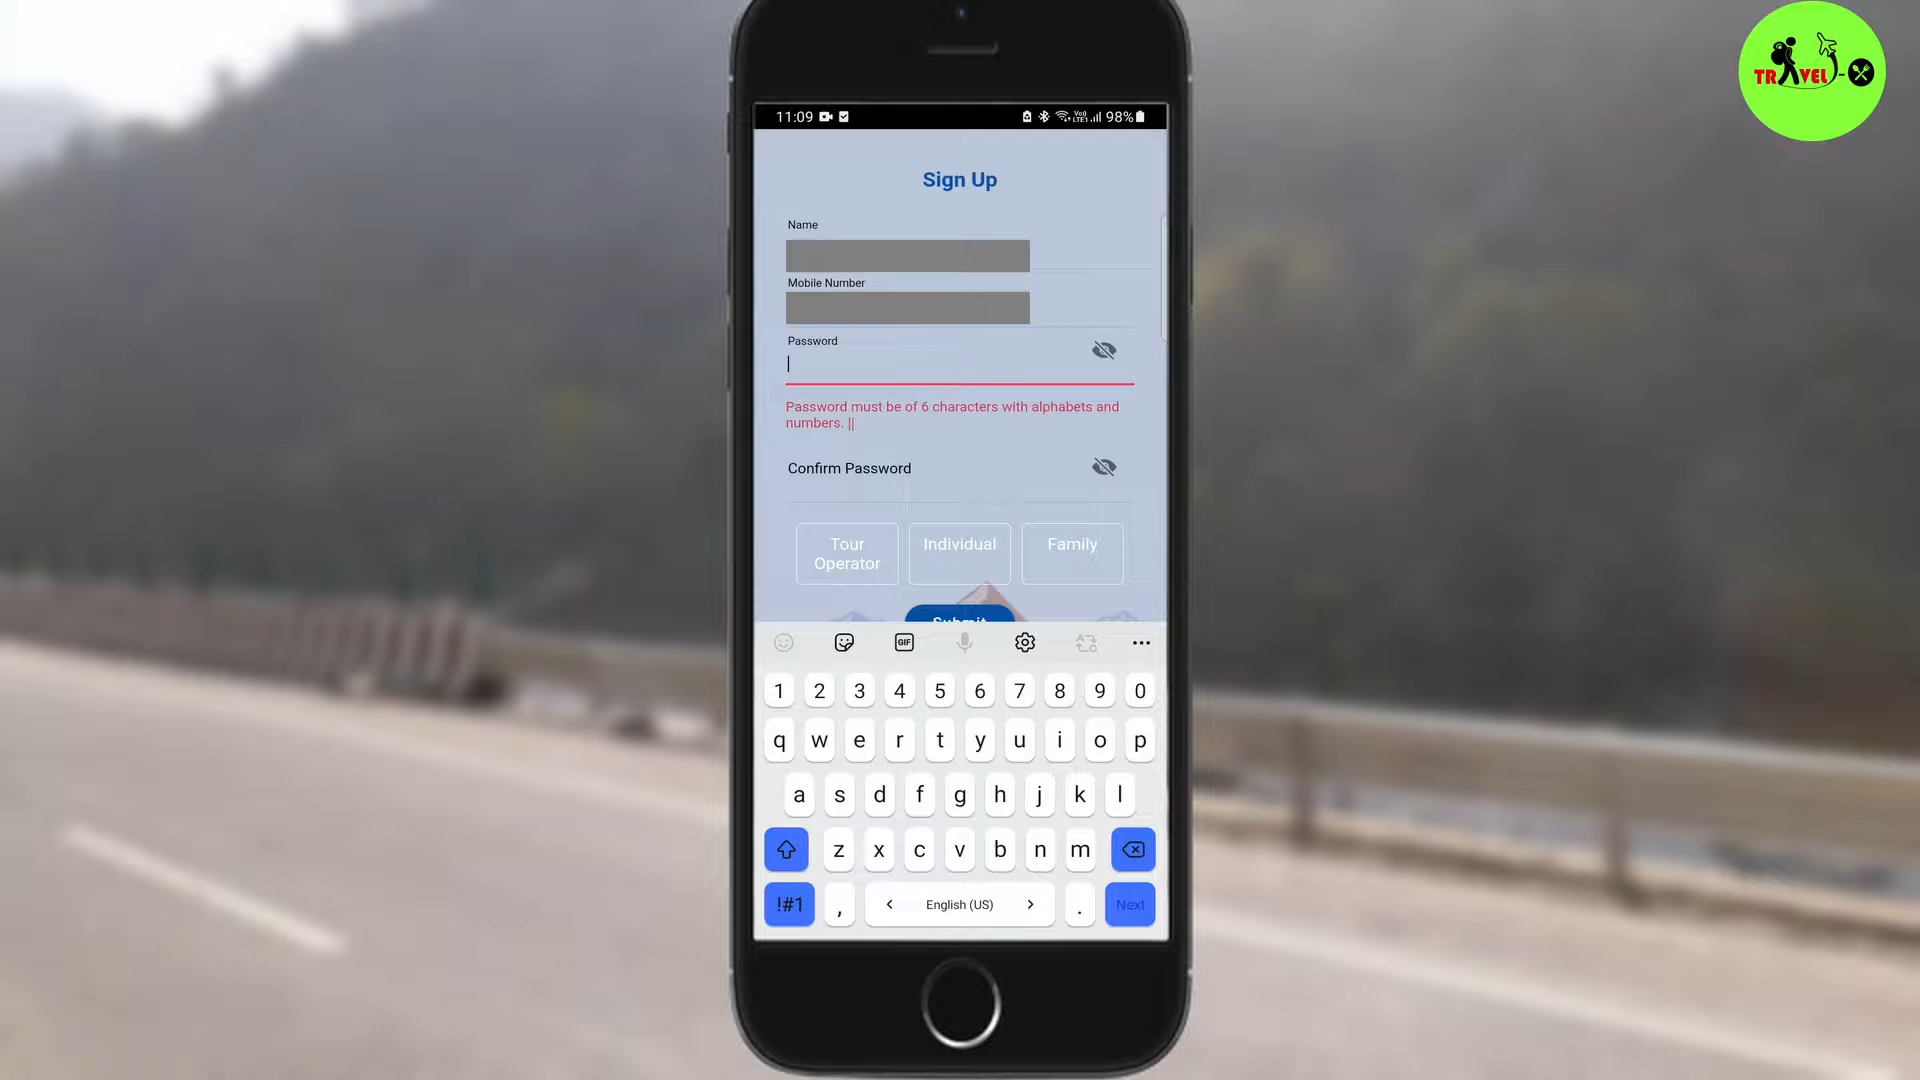 TRAVEL-O
11:09 98%
Sign Up
Name
Mobile Number
Password
Password must be of 6 characters with alphabets and
numbers. ||
Confirm Password
Tour
Operator
Individual
Family
Submit
GIF
1 2 3 4 5 6 7 8 9 0
q w e r t y u i o p
a s d f g h j k l
z x c v b n m
!#1 , < English (US) > . Next